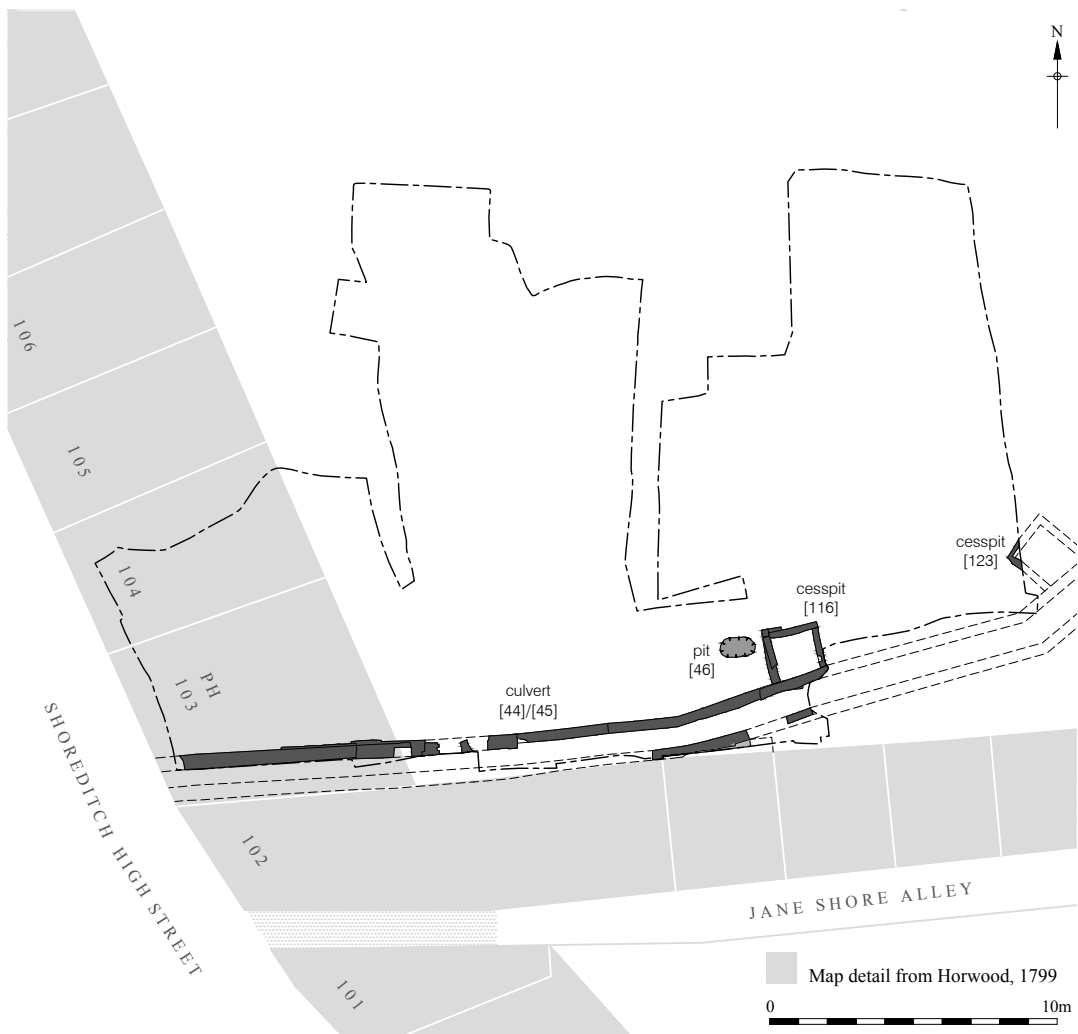 N
106
105
104
PH
103
102
101
cesspit
[123]
cesspit
[116]
pit
[46]
culvert
[44]/[45]
SHOREDITCH HIGH STREET
JANE SHORE ALLEY
Map detail from Horwood, 1799
0 10m